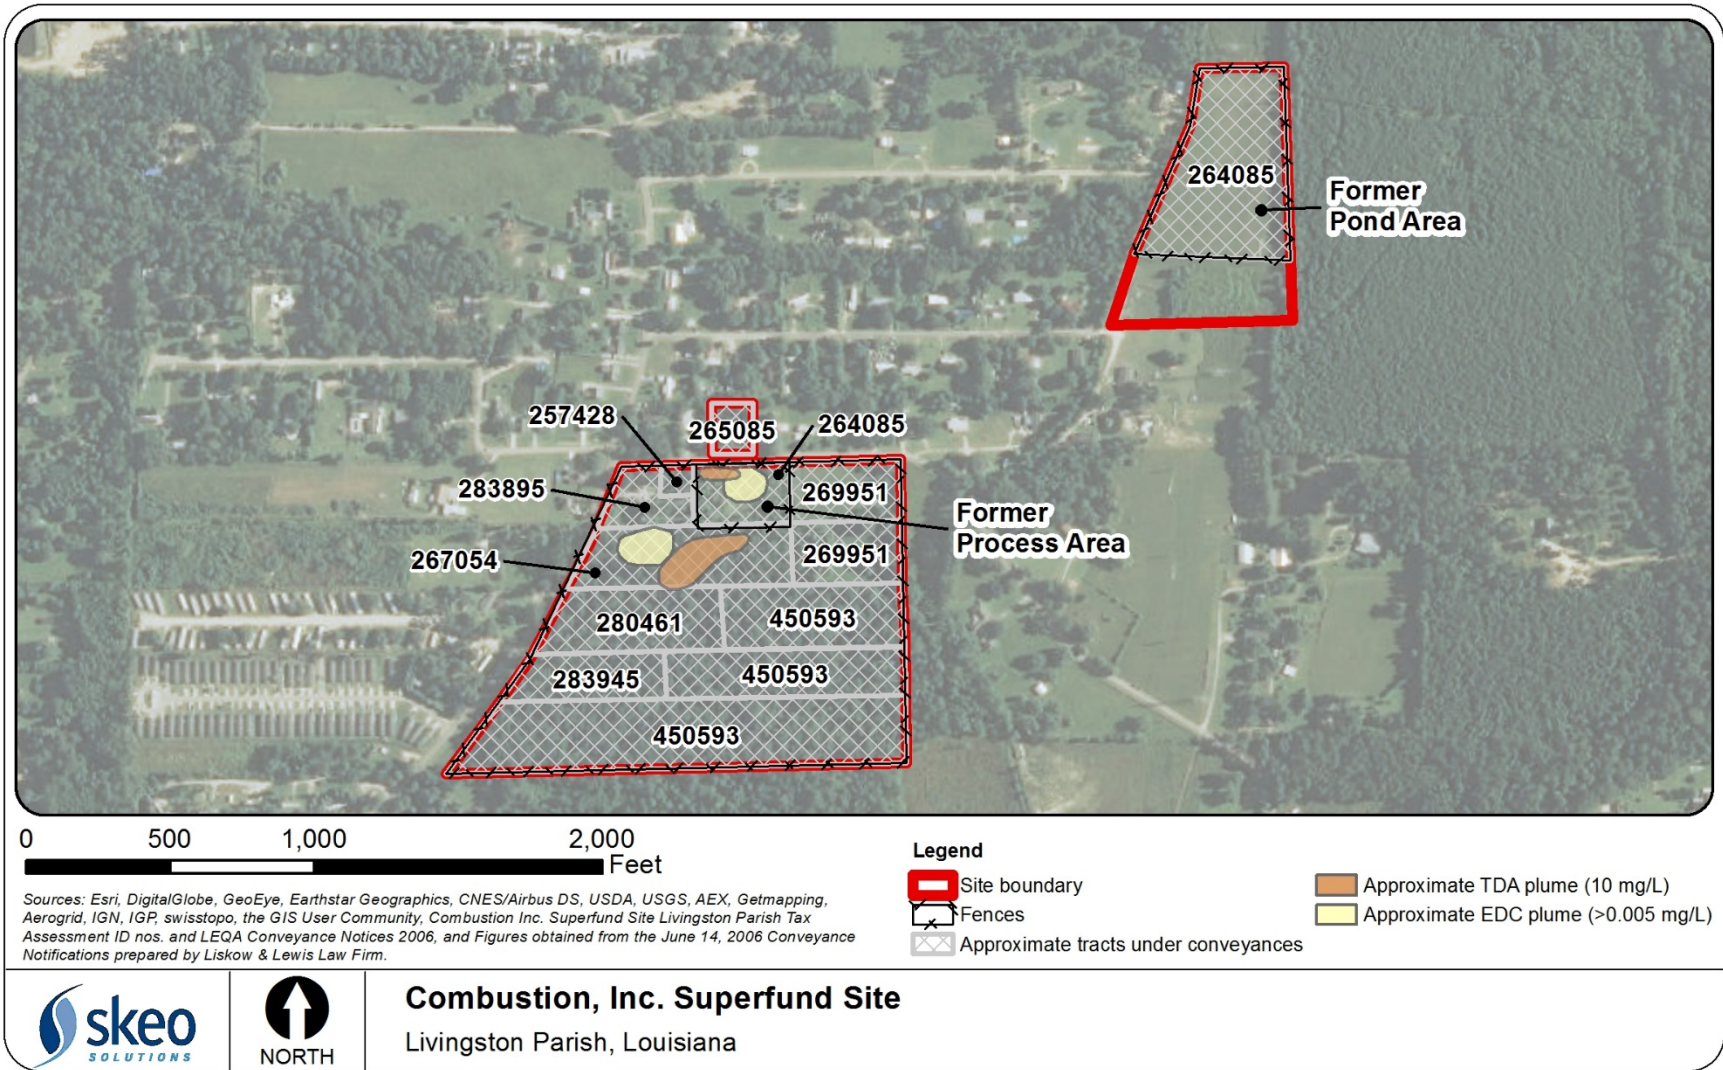 264085
Former
Pond Area
257428
265085
264085
283895
269951
Former
Process Area
267054
269951
280461
450593
283945
450593
450593
0 500 1,000 2,000
Feet
Sources: Esri, DigitalGlobe, GeoEye, Earthstar Geographics, CNES/Airbus DS, USDA, USGS, AEX, Getmapping,
Aerogrid, IGN, IGP, swisstopo, the GIS User Community, Combustion Inc. Superfund Site Livingston Parish Tax
Assessment ID nos. and LEQA Conveyance Notices 2006, and Figures obtained from the June 14, 2006 Conveyance
Notifications prepared by Liskow & Lewis Law Firm.
Legend
Site boundary
Fences
Approximate tracts under conveyances
Approximate TDA plume (10 mg/L)
Approximate EDC plume (>0.005 mg/L)
skeo
SOLUTIONS
NORTH
Combustion, Inc. Superfund Site
Livingston Parish, Louisiana